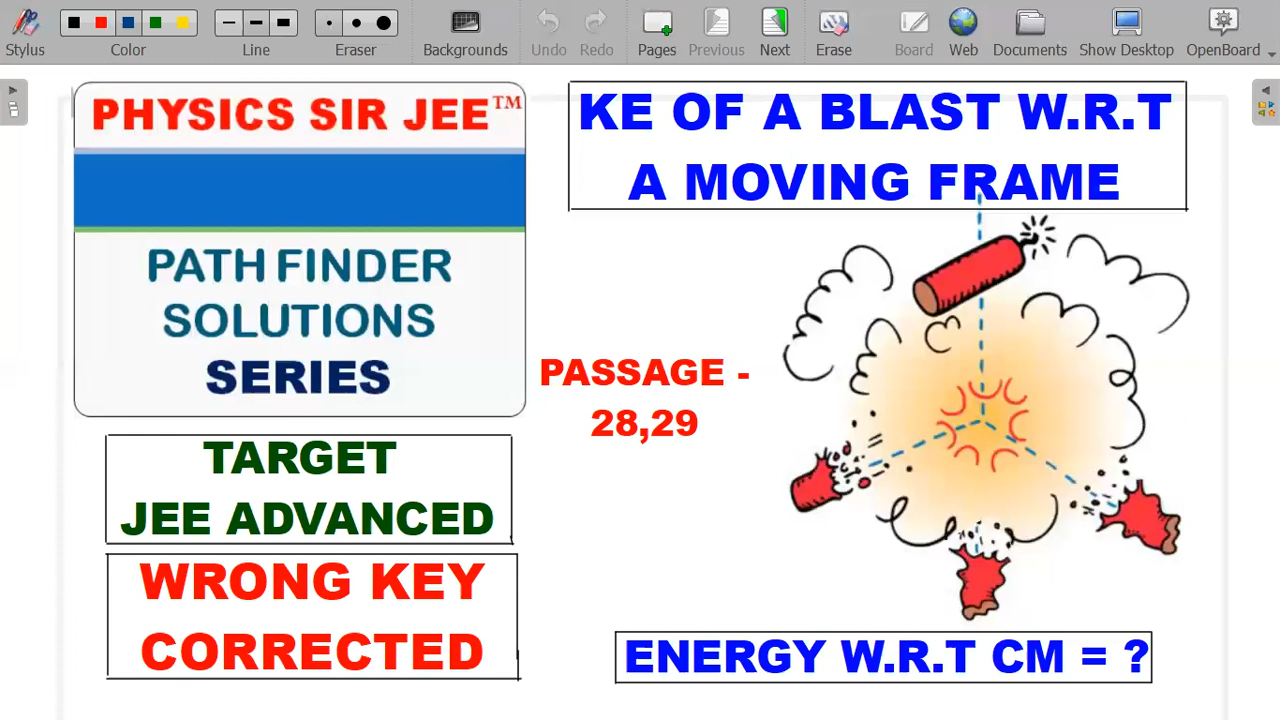 Stylus
Color
Line
Eraser
Backgrounds
Undo
Redo
Pages
Previous
Next
Erase
Board
Web
Documents
Show Desktop
OpenBoard
PHYSICS SIR JEE™
PATH FINDER
SOLUTIONS
SERIES
TARGET
JEE ADVANCED
WRONG KEY
CORRECTED
KE OF A BLAST W.R.T
A MOVING FRAME
PASSAGE -
28,29
ENERGY W.R.T CM = ?